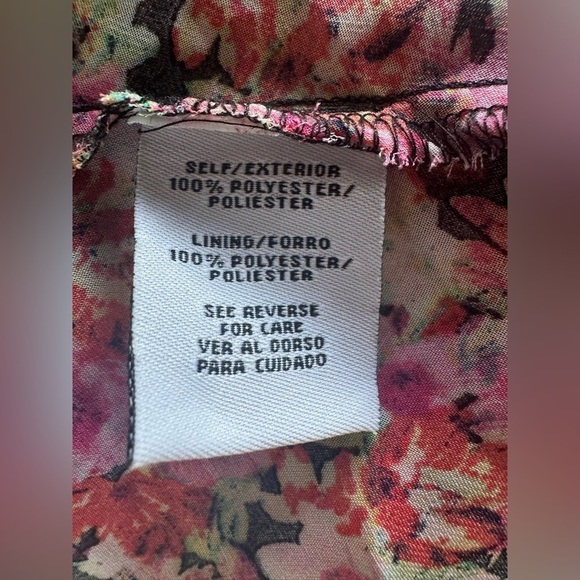 SELF/EXTERIOR
100% POLYESTER/
POLIESTER
LINING/FORRO
100% POLYESTER/
POLIESTER
SEE REVERSE
FOR CARE
VER AL DORSO
PARA CUIDADO